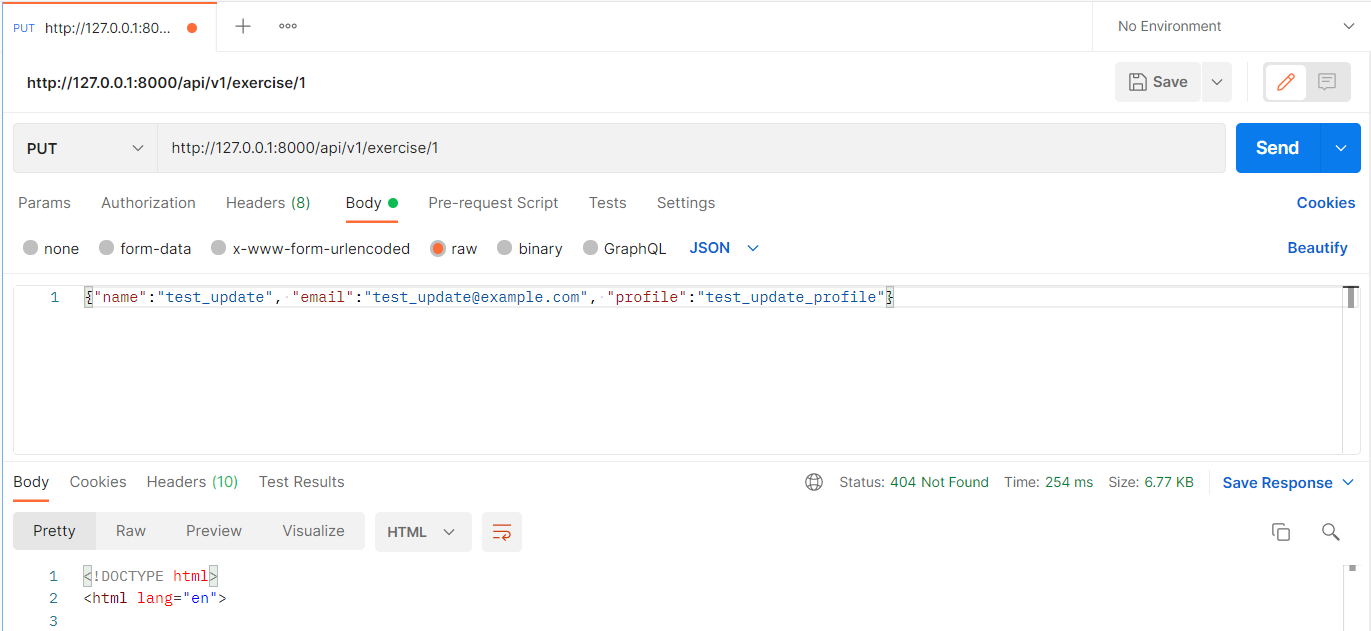 PUT http://127.0.0.1:80... No Environment
http://127.0.0.1:8000/api/v1/exercise/1 Save
PUT http://127.0.0.1:8000/api/v1/exercise/1 Send
Params Authorization Headers (8) Body Pre-request Script Tests Settings Cookies
none form-data x-www-form-urlencoded raw binary GraphQL JSON Beautify
1 {"name":"test_update", "email":"test_update@example.com", "profile":"test_update_profile"}
Body Cookies Headers (10) Test Results Status: 404 Not Found Time: 254 ms Size: 6.77 KB Save Response
Pretty Raw Preview Visualize HTML
1 <!DOCTYPE html>
2 <html lang="en">
3